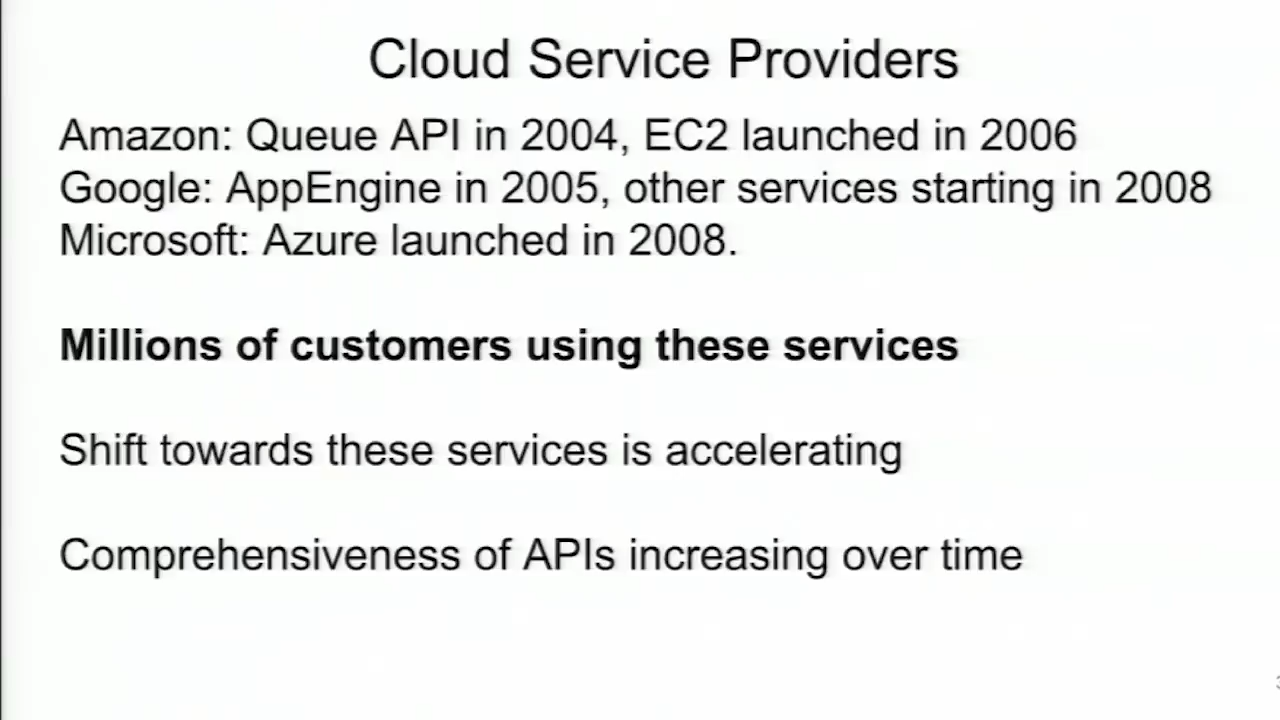 Cloud Service Providers
Amazon: Queue API in 2004, EC2 launched in 2006
Google: AppEngine in 2005, other services starting in 2008
Microsoft: Azure launched in 2008.
Millions of customers using these services
Shift towards these services is accelerating
Comprehensiveness of APIs increasing over time